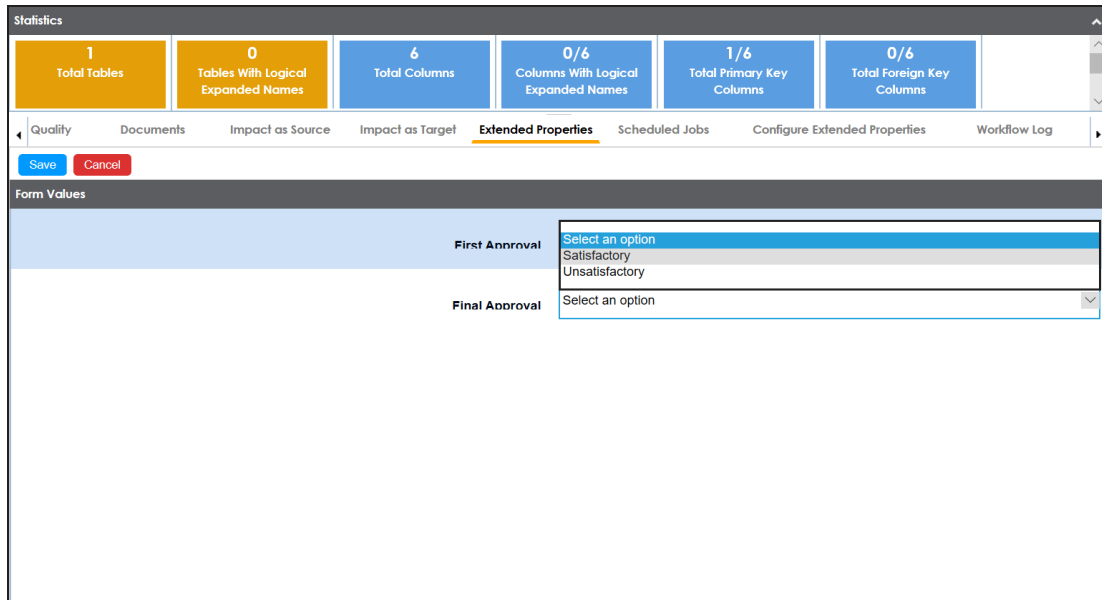 Statistics
1
Total Tables
0
Tables With Logical
Expanded Names
6
Total Columns
0/6
Columns With Logical
Expanded Names
1/6
Total Primary Key
Columns
0/6
Total Foreign Key
Columns
Quality Documents Impact as Source Impact as Target Extended Properties Scheduled Jobs Configure Extended Properties Workflow Log
Save Cancel
Form Values
First Approval
Select an option
Satisfactory
Unsatisfactory
Final Approval Select an option